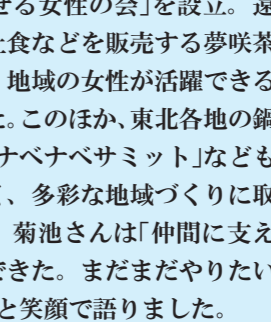 せる女性の会」を設立。遠
土食などを販売する夢咲茶
地域の女性が活躍できる
。このほか、東北各地の鍋
ナベナベサミット」なども
、多彩な地域づくりに取
菊池さんは「仲間に支え
できた。まだまだやりたい
と笑顔で語りました。